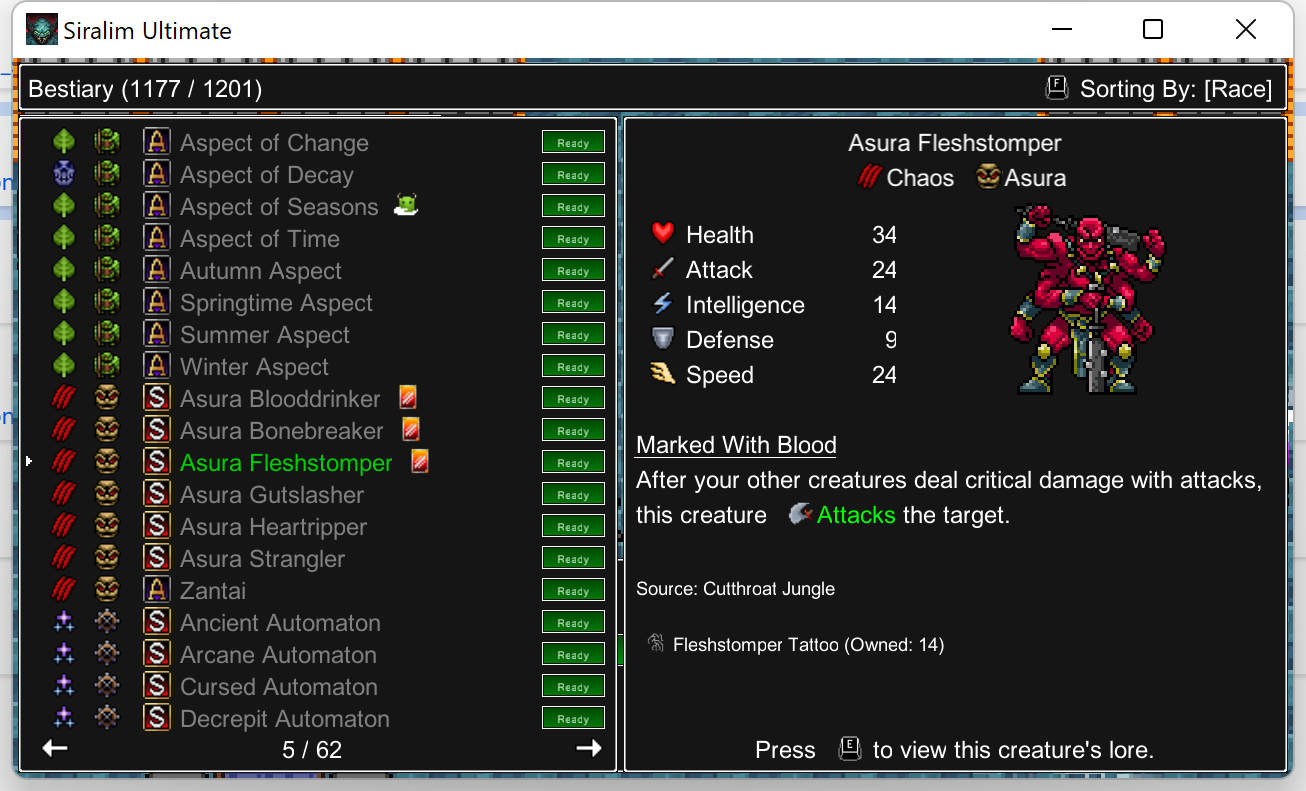 Siralim Ultimate
Bestiary (1177 / 1201)
F Sorting By: [Race]
A Aspect of Change Ready
A Aspect of Decay Ready
A Aspect of Seasons Ready
A Aspect of Time Ready
A Autumn Aspect Ready
A Springtime Aspect Ready
A Summer Aspect Ready
A Winter Aspect Ready
S Asura Blooddrinker Ready
S Asura Bonebreaker Ready
S Asura Fleshstomper Ready
S Asura Gutslasher Ready
S Asura Heartripper Ready
S Asura Strangler Ready
A Zantai Ready
S Ancient Automaton Ready
S Arcane Automaton Ready
S Cursed Automaton Ready
S Decrepit Automaton Ready
5 / 62
Asura Fleshstomper
Chaos Asura
Health 34
Attack 24
Intelligence 14
Defense 9
Speed 24
Marked With Blood
After your other creatures deal critical damage with attacks,
this creature Attacks the target.
Source: Cutthroat Jungle
Fleshstomper Tattoo (Owned: 14)
Press E to view this creature's lore.